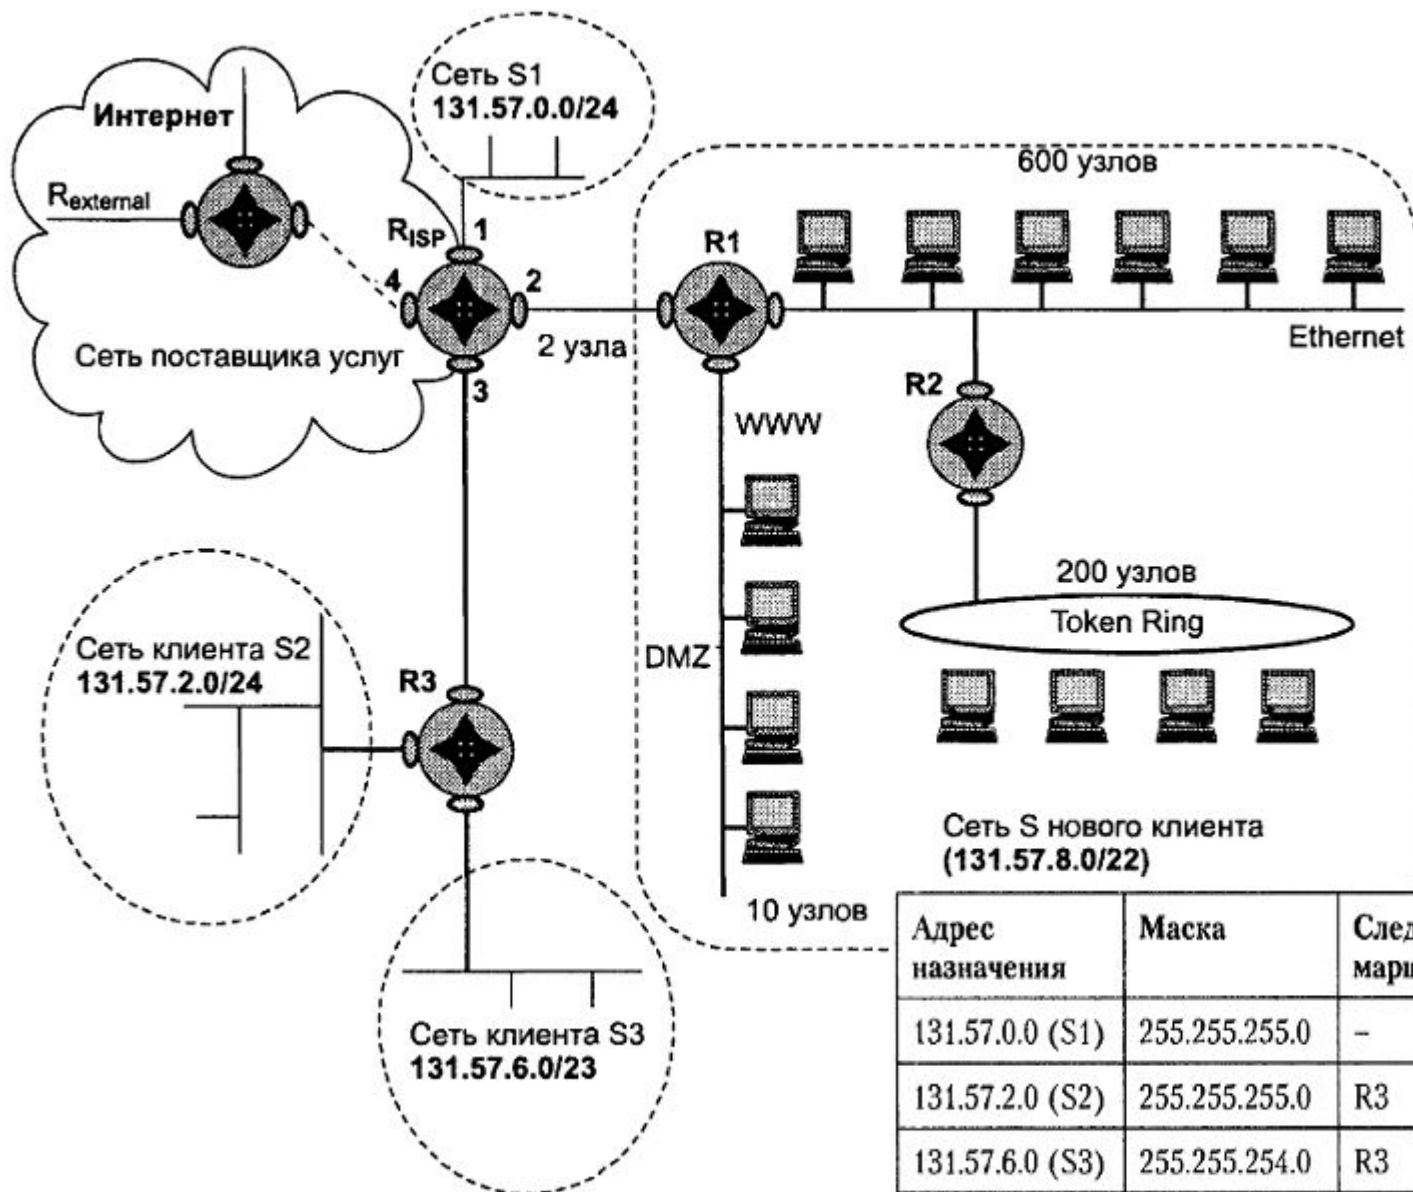 Сеть S1
131.57.0.0/24
Интернет
Rexternal
RISP
1
4
2
3
2 узла
Сеть поставщика услуг
600 узлов
R1
Ethernet
R2
WWW
DMZ
200 узлов
Token Ring
Сеть клиента S2
131.57.2.0/24
R3
Сеть S нового клиента
(131.57.8.0/22)
10 узлов
Сеть клиента S3
131.57.6.0/23
Адрес назначения
Маска
131.57.0.0 (S1) 255.255.255.0 –
131.57.2.0 (S2) 255.255.255.0 R3
131.57.6.0 (S3) 255.255.254.0 R3